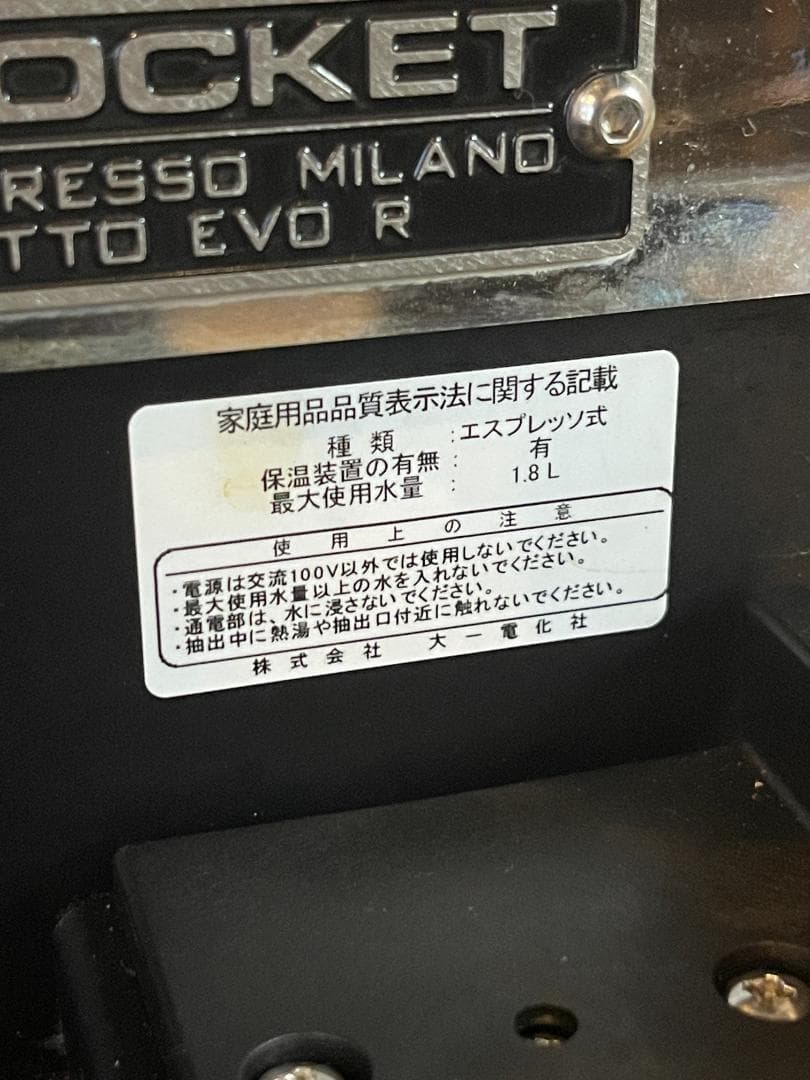 OCKET
RESSO MILANO
TTO EVO R
家庭用品品質表示法に関する記載
種類 : エスプレッソ式
保温装置の有無 : 有
最大使用水量 : 1.8L
使用上の注意
・電源は交流100V以外では使用しないでください。
・最大使用水量以上の水を入れないでください。
・通電部は、水に浸さないでください。
・抽出中に熱湯や抽出口付近に触れないでください。
株式会社 大一電化社